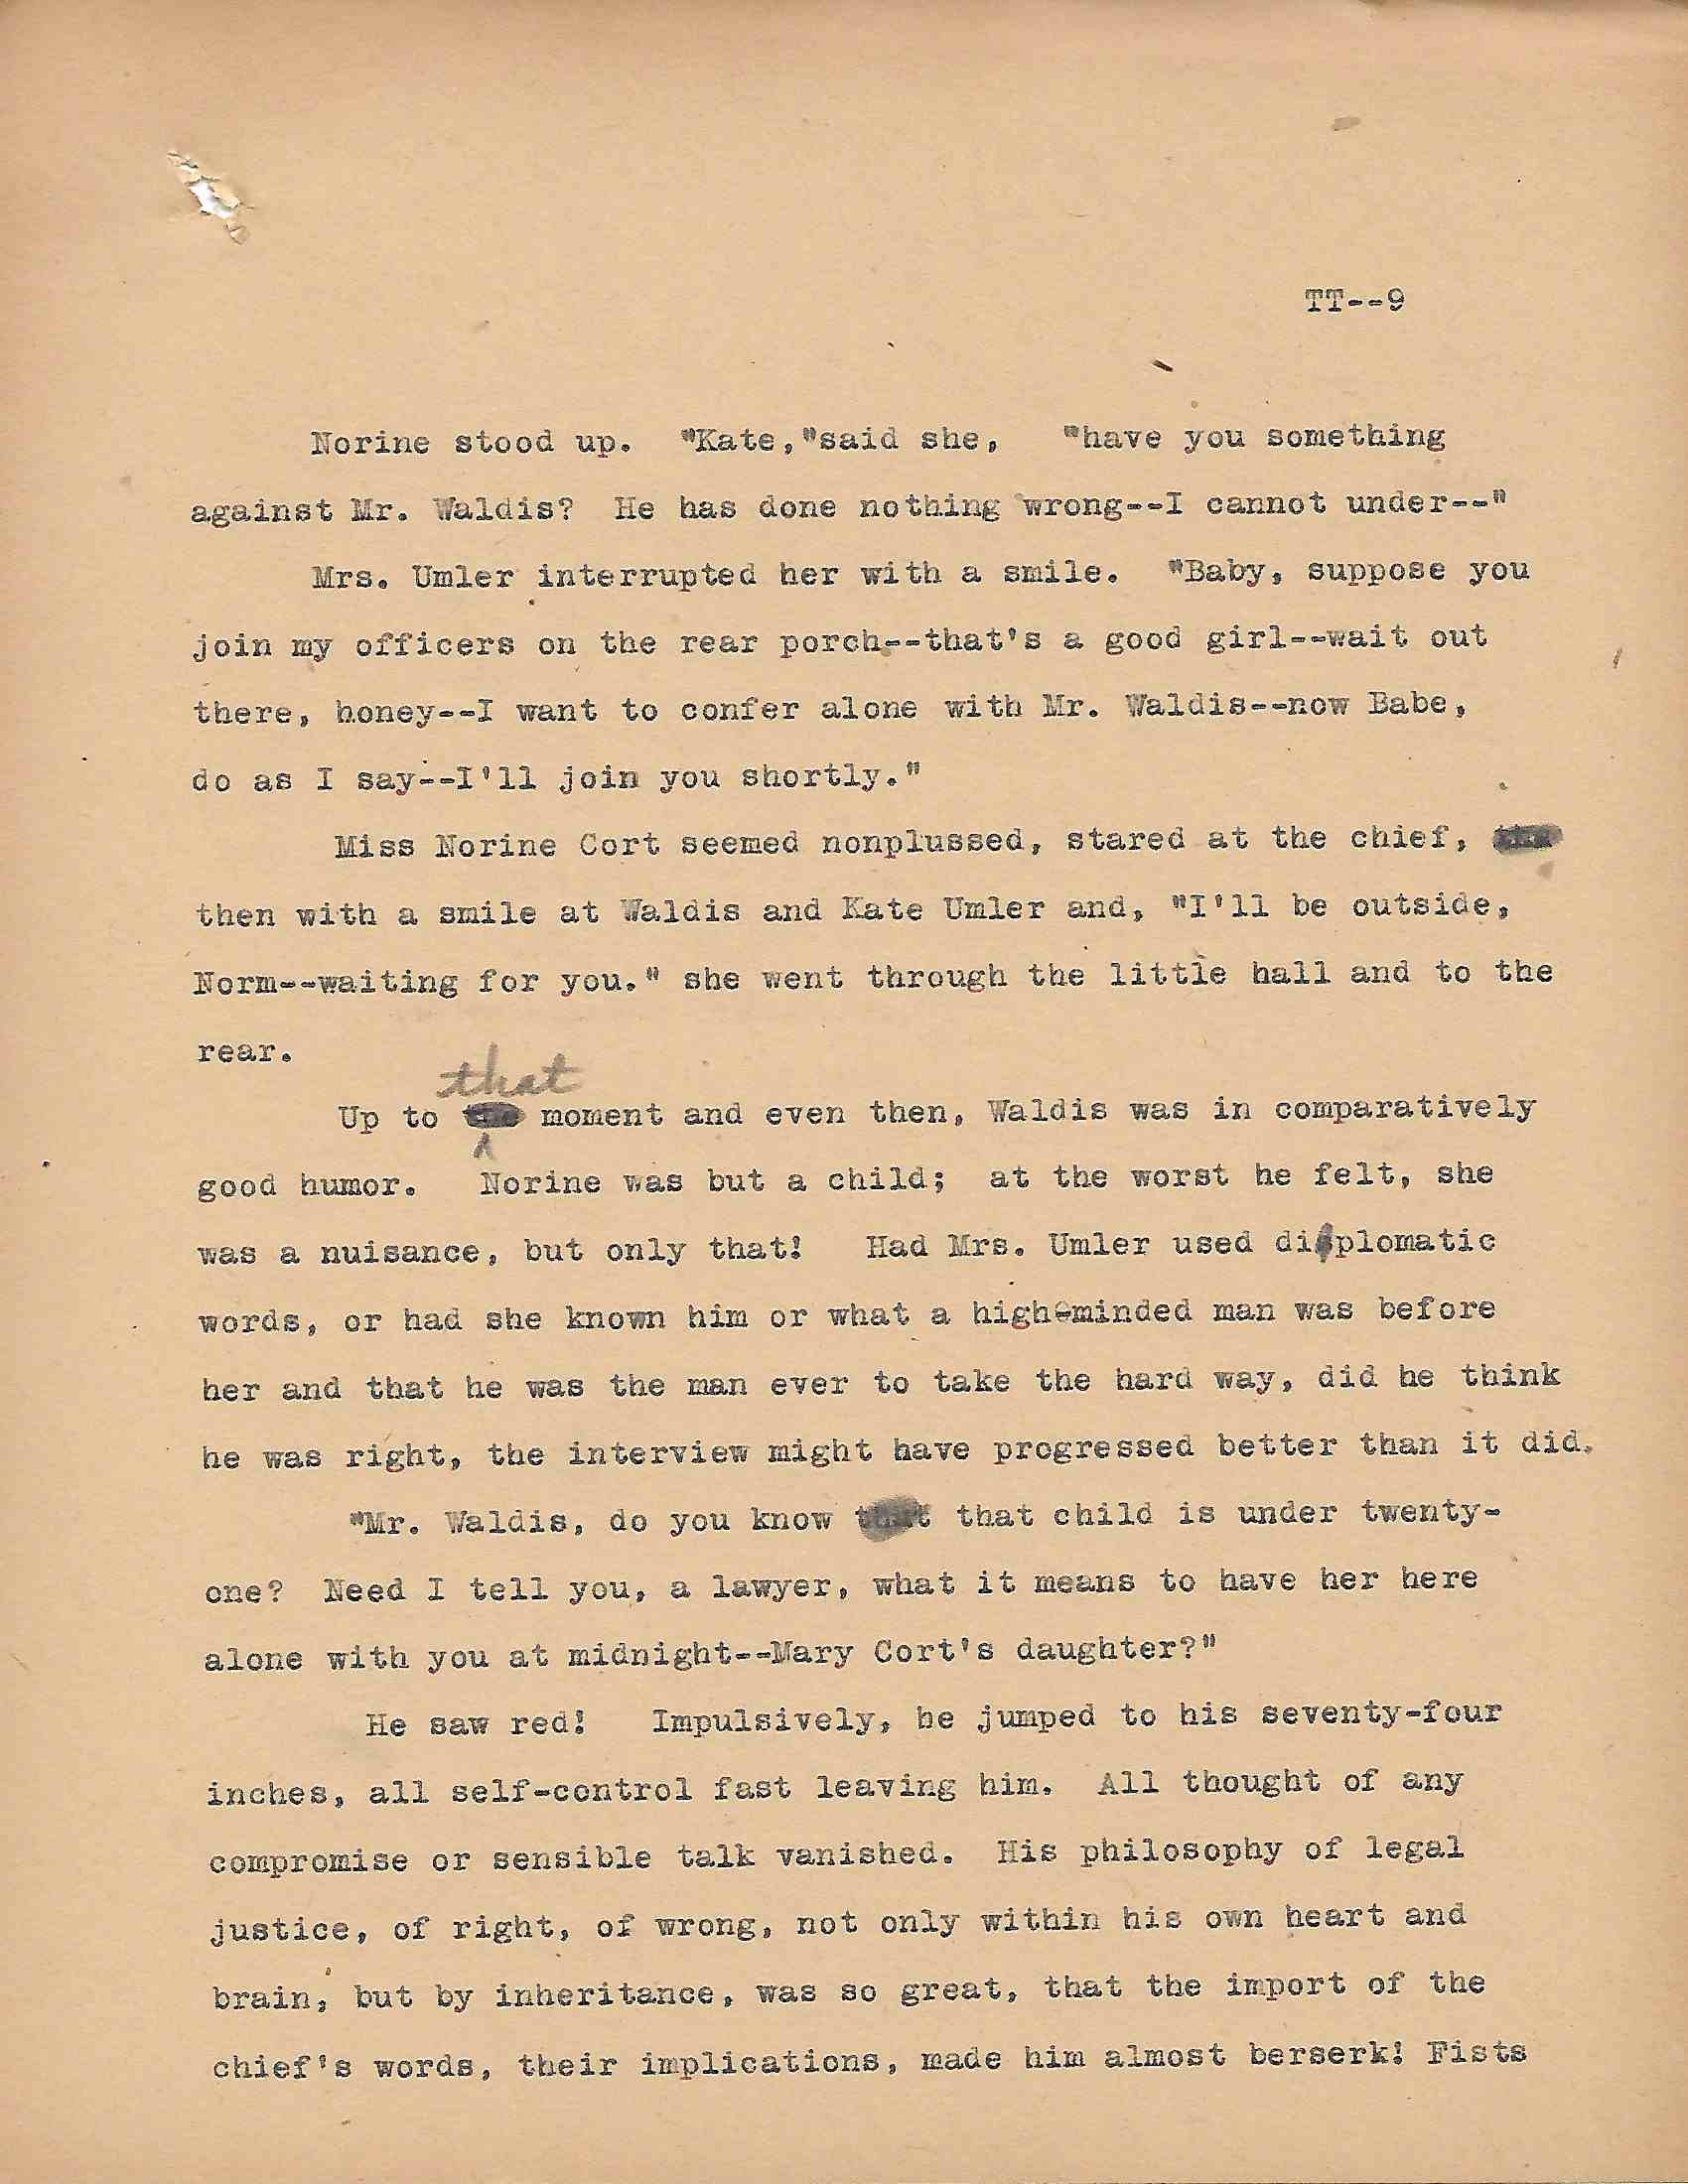 TT--9
Norine stood up. "Kate,"said she, "have you something
against Mr. Waldis? He has done nothing wrong--I cannot under--"
Mrs. Umler interrupted her with a smile. "Baby, suppose you
join my officers on the rear porch--that's a good girl--wait out
there, honey--I want to confer alone with Mr. Waldis--now Babe,
do as I say--I'll join you shortly."
Miss Norine Cort seemed nonplussed, stared at the chief,
then with a smile at Waldis and Kate Umler and, "I'll be outside,
Norm--waiting for you." she went through the little hall and to the
rear.
Up to that moment and even then, Waldis was in comparatively
good humor. Norine was but a child; at the worst he felt, she
was a nuisance, but only that! Had Mrs. Umler used diplomatic
words, or had she known him or what a high-minded man was before
her and that he was the man ever to take the hard way, did he think
he was right, the interview might have progressed better than it did.
"Mr. Waldis, do you know that child is under twenty-
one? Need I tell you, a lawyer, what it means to have her here
alone with you at midnight--Mary Cort's daughter?"
He saw red! Impulsively, he jumped to his seventy-four
inches, all self-control fast leaving him. All thought of any
compromise or sensible talk vanished. His philosophy of legal
justice, of right, of wrong, not only within his own heart and
brain, but by inheritance, was so great, that the import of the
chief's words, their implications, made him almost berserk! Fists